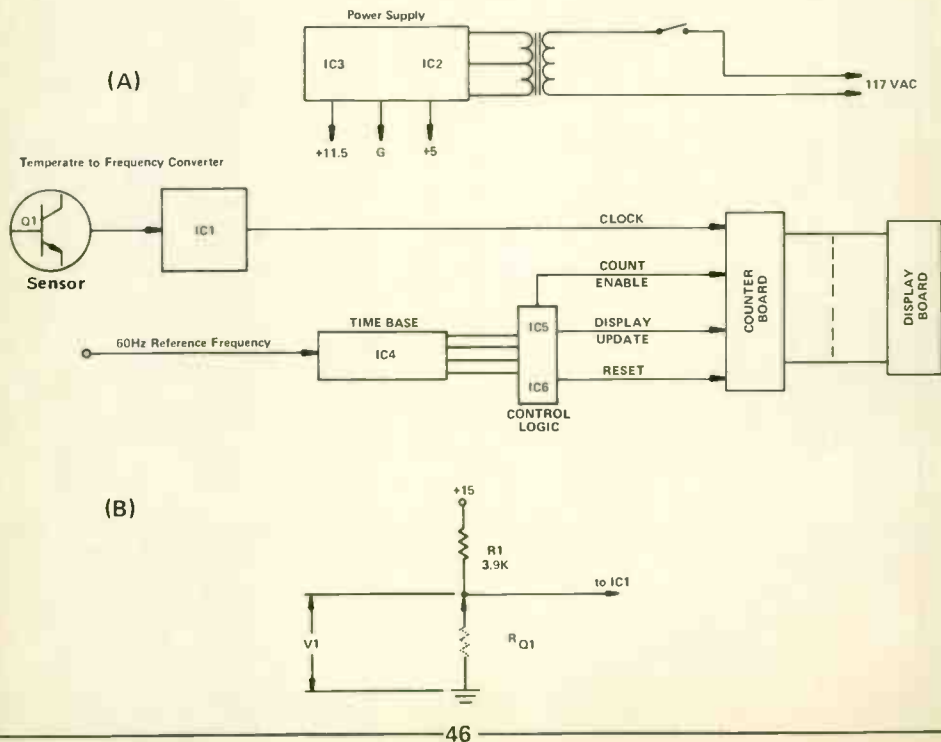 Power Supply
(A)
IC3
IC2
117 VAC
+11.5
G
+5
Temperatre to Frequency Converter
Q1
IC1
CLOCK
Sensor
COUNT
ENABLE
TIME BASE
60Hz Reference Frequency
IC4
IC5
DISPLAY
UPDATE
IC6
RESET
CONTROL
LOGIC
COUNTER
BOARD
DISPLAY
BOARD
(B)
+15
R1
3.9K
to IC1
V1
RQ1
46